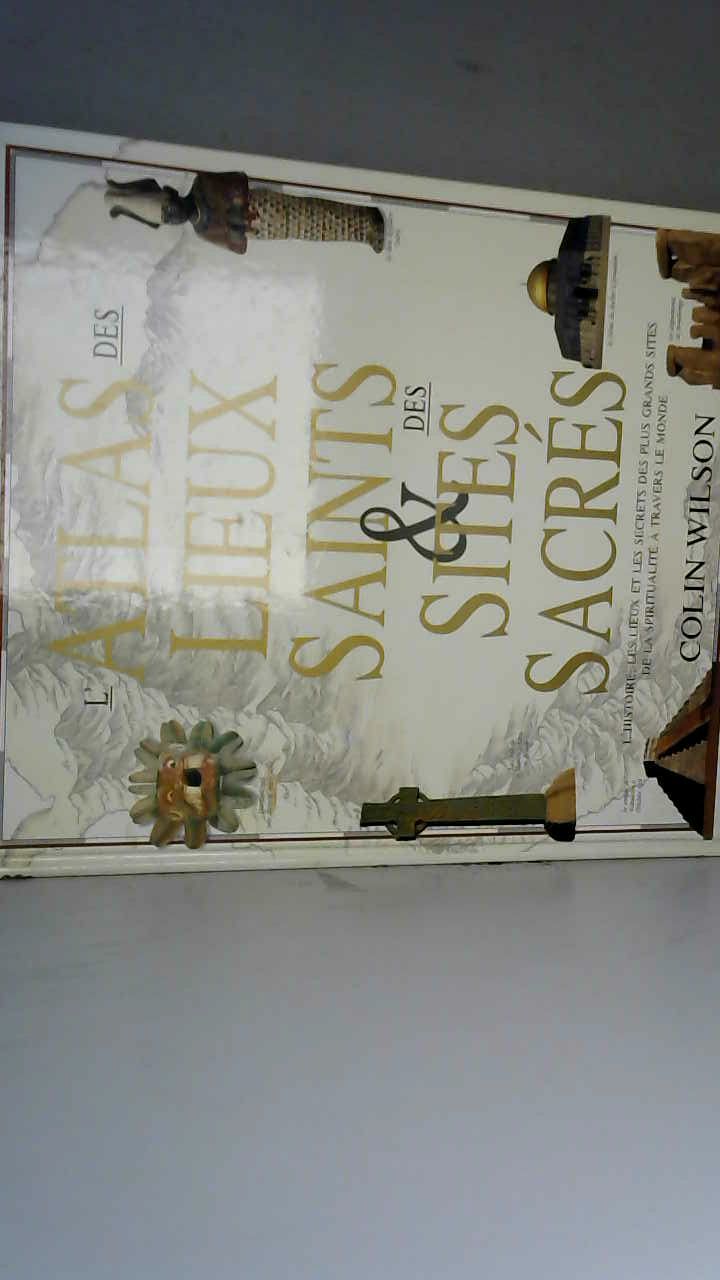 L'ATLAS DES
LIEUX
SAINTS
& DES
SITES
SACRÉS
L'HISTOIRE, LES LIEUX ET LES SECRETS DES PLUS GRANDS SITES
DE LA SPIRITUALITÉ À TRAVERS LE MONDE
COLIN WILSON